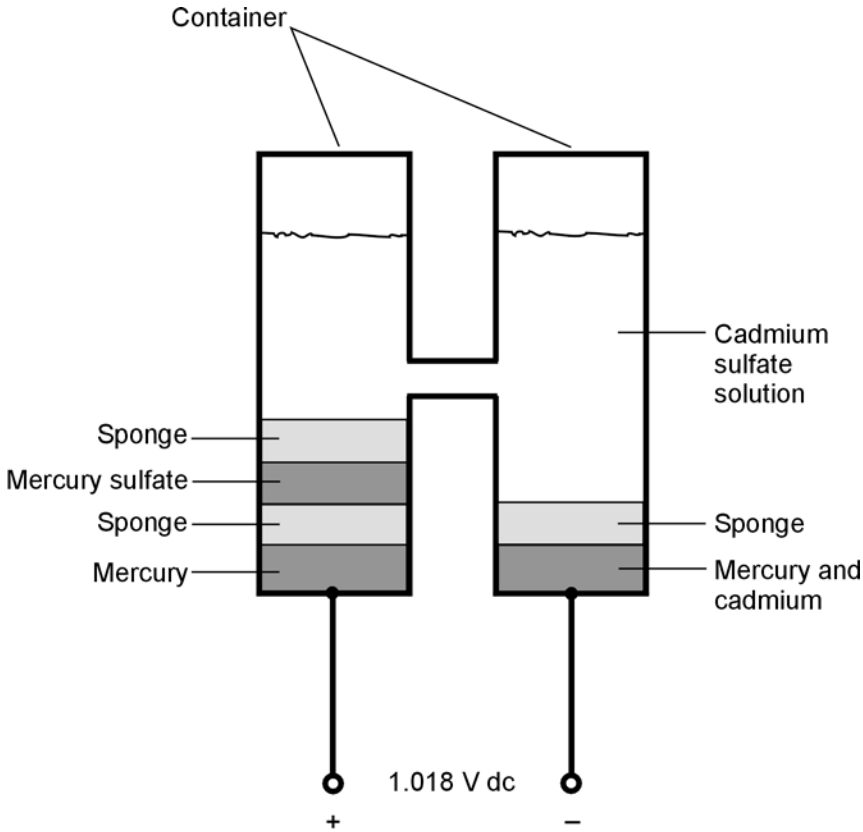 Container
Cadmium
sulfate
solution
Sponge
Mercury sulfate
Sponge
Mercury
Sponge
Mercury and
cadmium
1.018 V dc
+
–